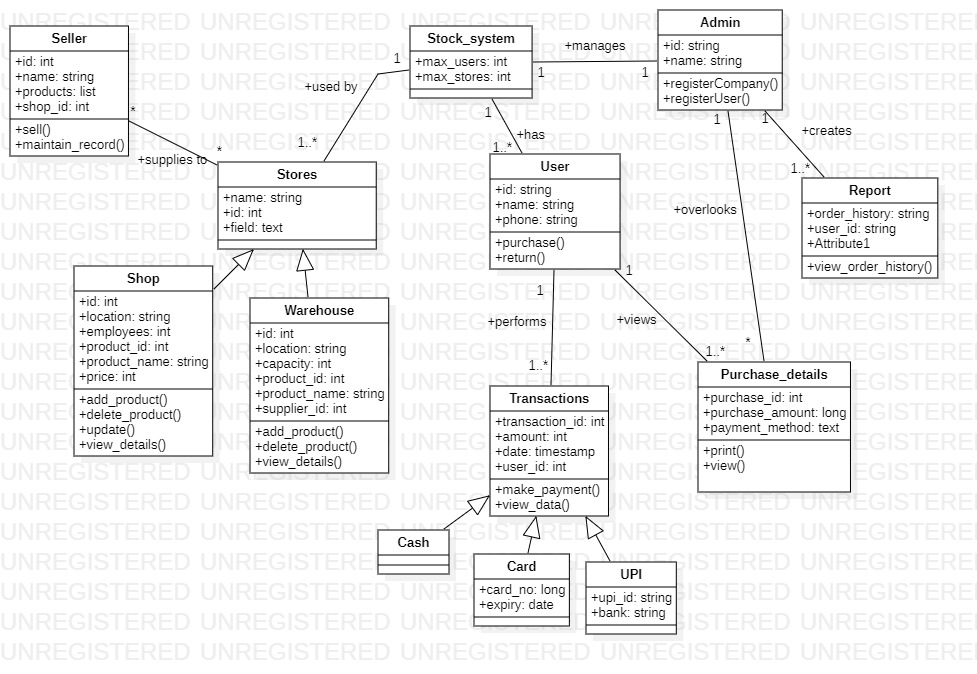 Seller
+id: int
+name: string
+products: list
+shop_id: int
+sell()
+maintain_record()
*
+supplies to
*
Stock_system
+max_users: int
+max_stores: int
1
+used by
1..*
1
+manages
1
Admin
+id: string
+name: string
+registerCompany()
+registerUser()
1
+has
1..*
1
+overlooks
*
1
+creates
1..*
Stores
+name: string
+id: int
+field: text
User
+id: string
+name: string
+phone: string
+purchase()
+return()
Report
+order_history: string
+user_id: string
+Attribute1
+view_order_history()
Shop
+id: int
+location: string
+employees: int
+product_id: int
+product_name: string
+price: int
+add_product()
+delete_product()
+update()
+view_details()
Warehouse
+id: int
+location: string
+capacity: int
+product_id: int
+product_name: string
+supplier_id: int
+add_product()
+delete_product()
+view_details()
1
+performs
1..*
1
+views
1..*
Transactions
+transaction_id: int
+amount: int
+date: timestamp
+user_id: int
+make_payment()
+view_data()
Purchase_details
+purchase_id: int
+purchase_amount: long
+payment_method: text
+print()
+view()
Cash
Card
+card_no: long
+expiry: date
UPI
+upi_id: string
+bank: string
UNREGISTERED